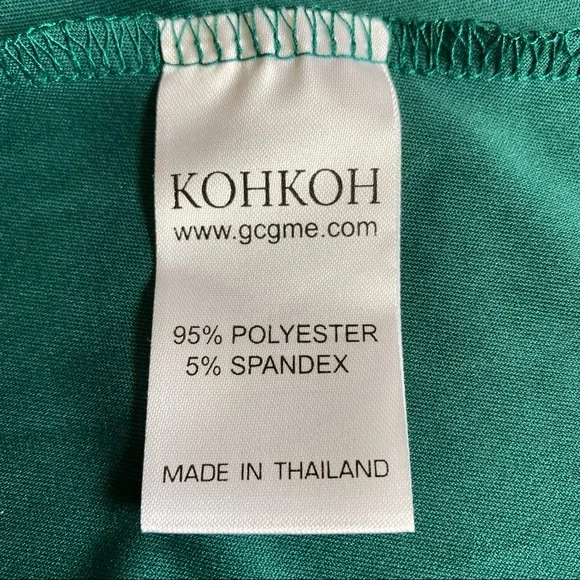 KOHKOH
www.gcgme.com
95% POLYESTER
5% SPANDEX
MADE IN THAILAND